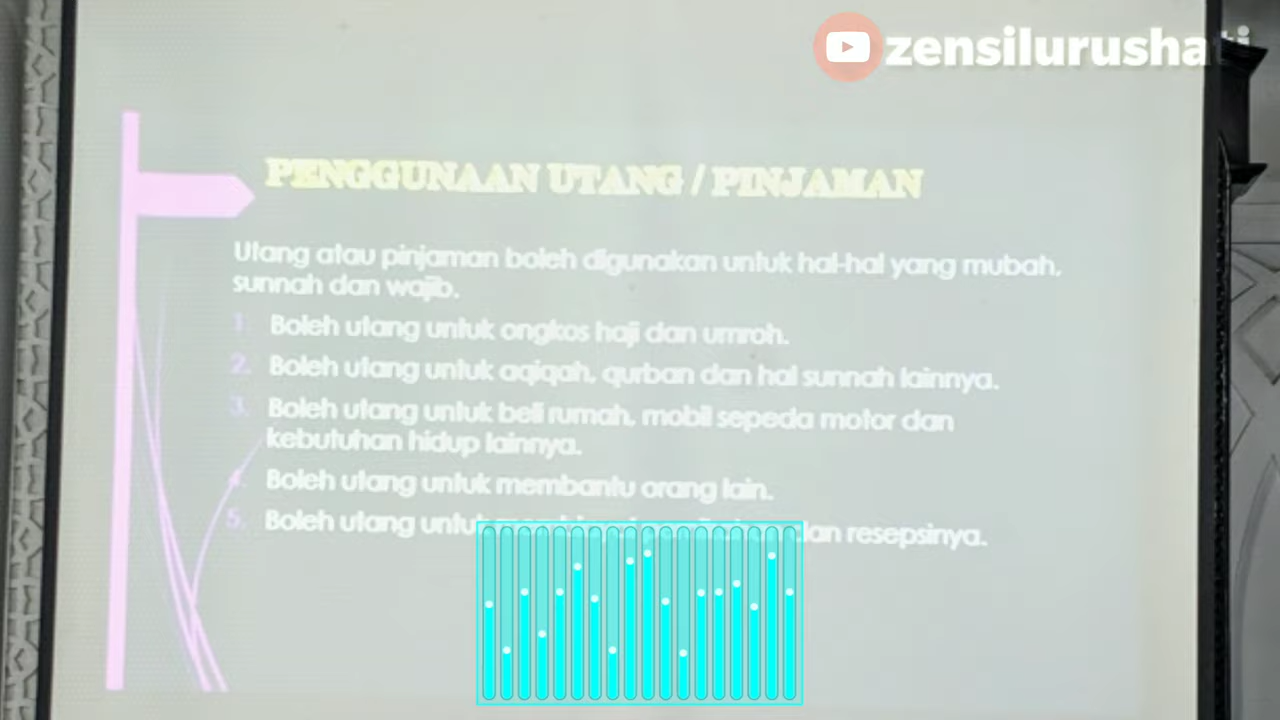 zensilurushati
PENGGUNAAN UTANG / PINJAMAN
Utang atau pinjaman boleh digunakan untuk hal-hal yang mubah,
sunnah dan wajib.
1. Boleh utang untuk ongkos haji dan umroh.
2. Boleh utang untuk aqiqah, qurban dan hal sunnah lainnya.
3. Boleh utang untuk beli rumah, mobil sepeda motor dan
kebutuhan hidup lainnya.
4. Boleh utang untuk membantu orang lain.
5. Boleh utang untuk dan resepsinya.